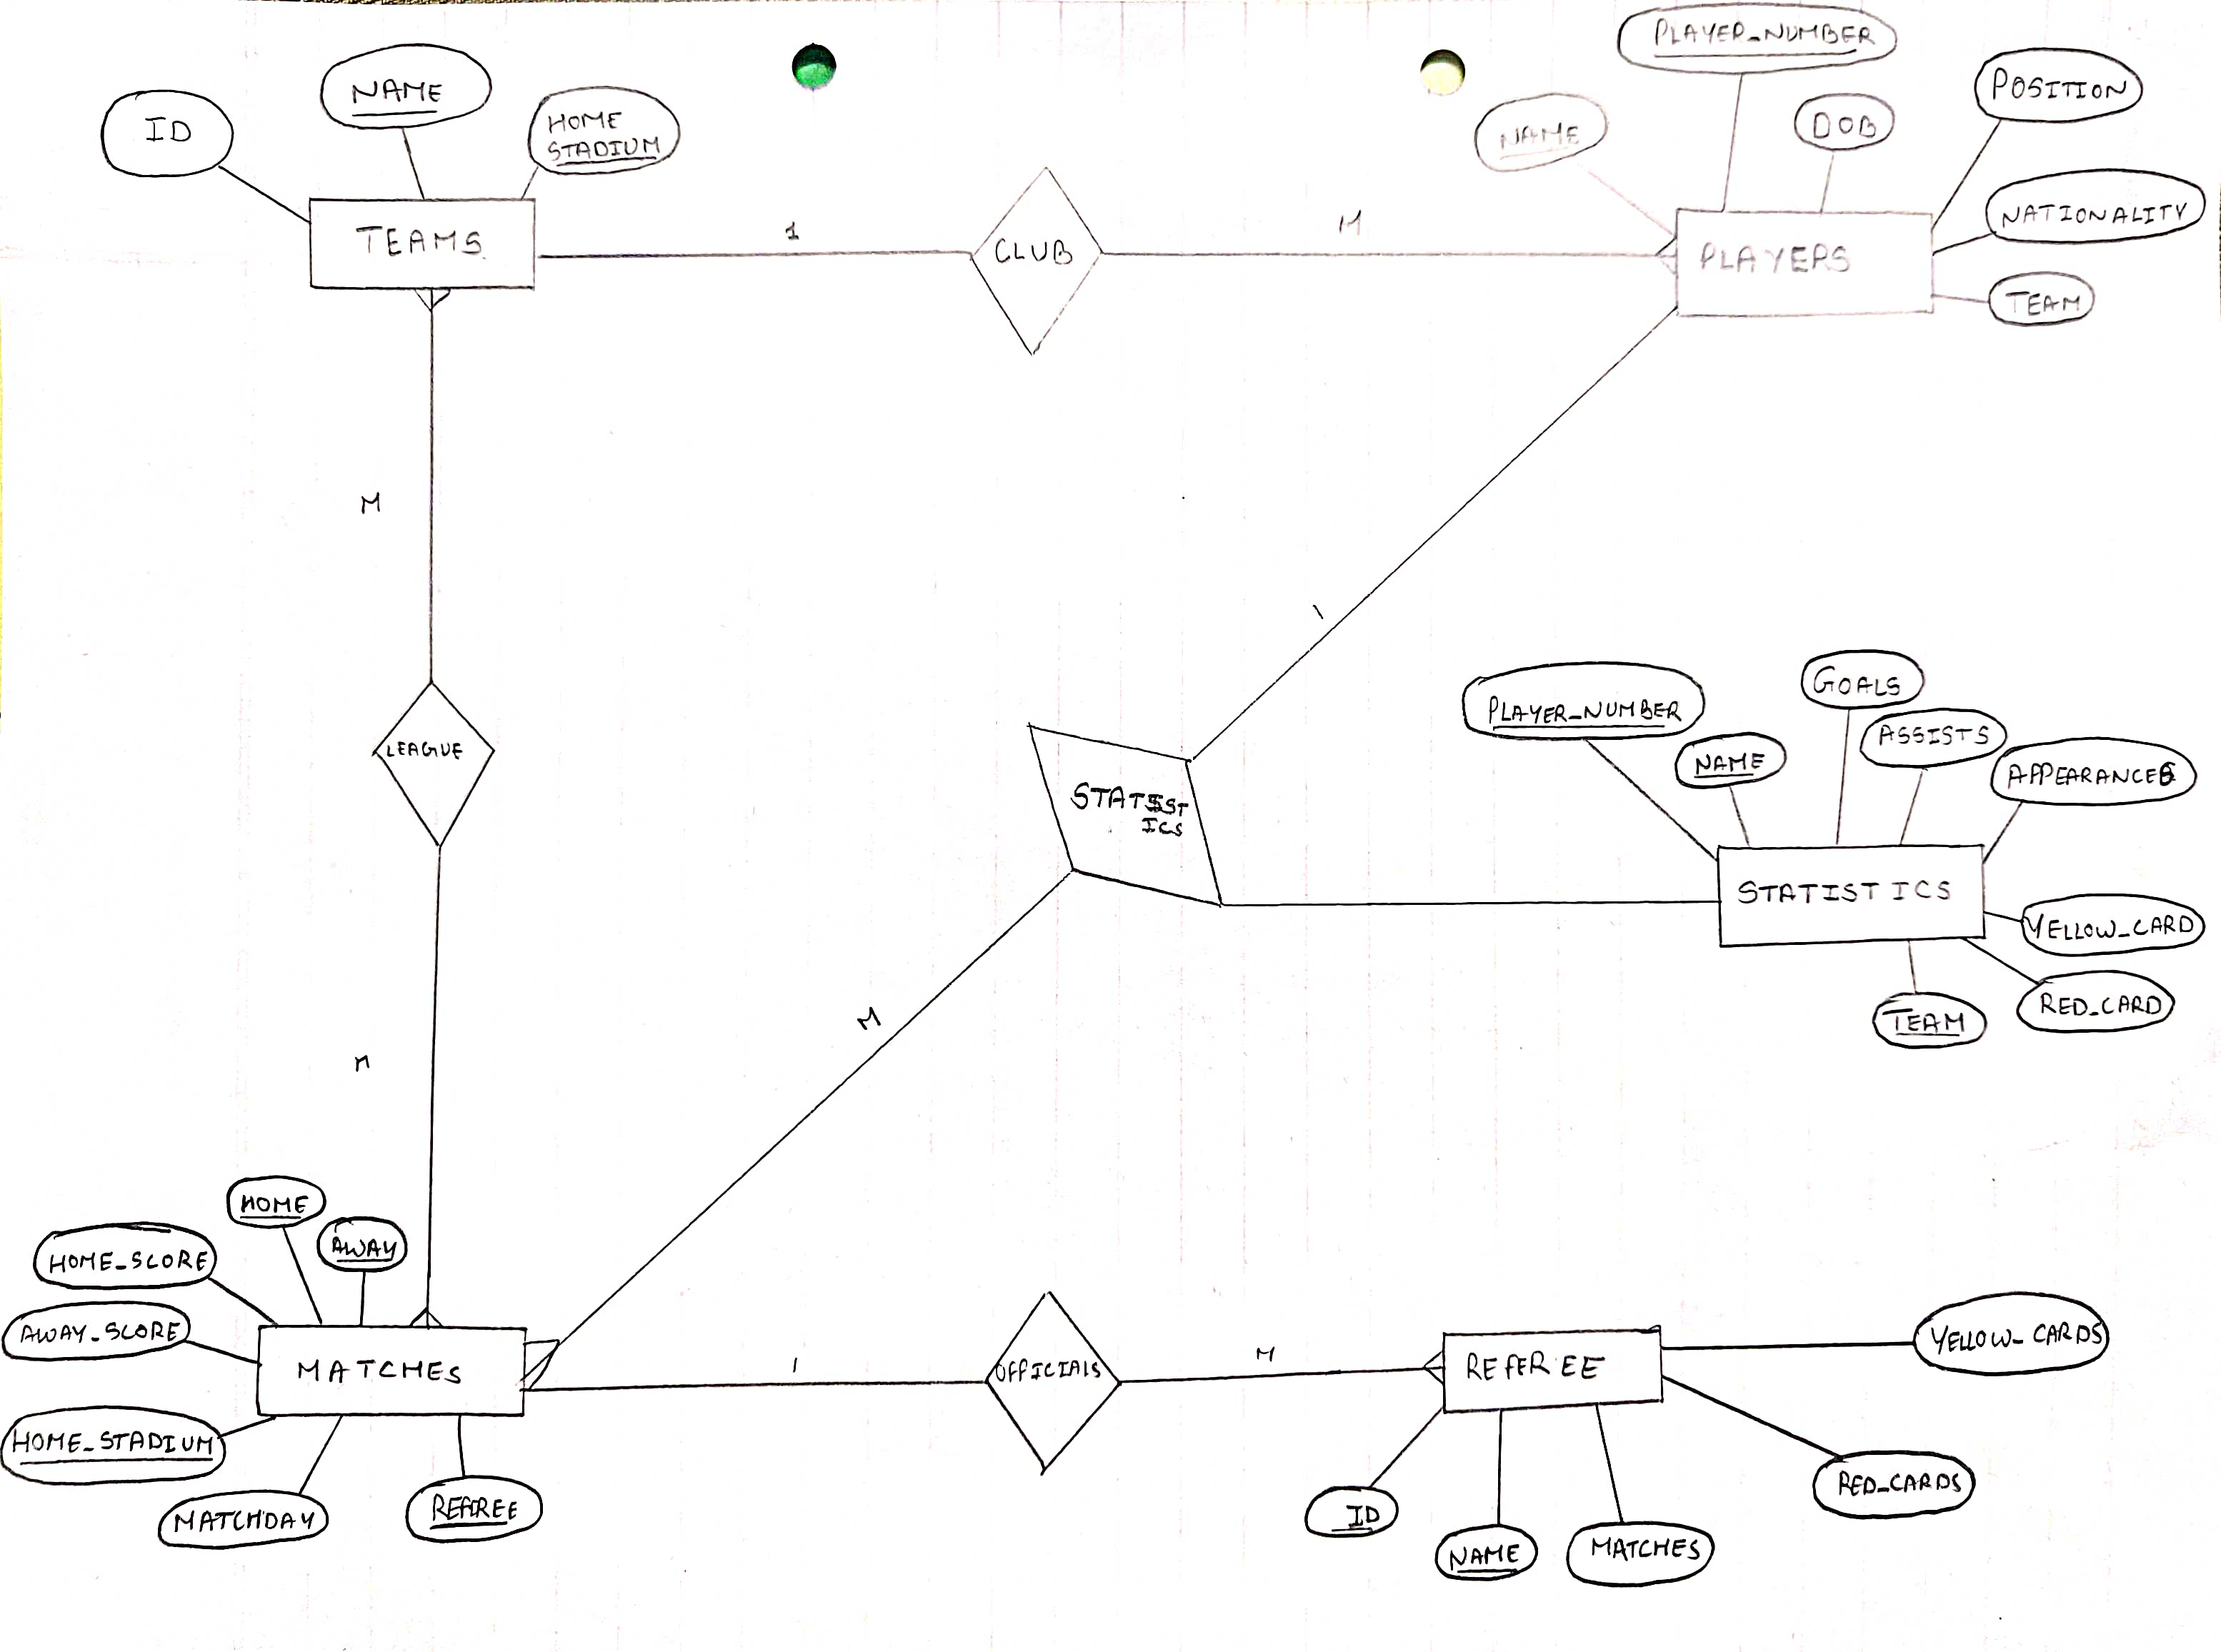 PLAYER_NUMBER
NAME
ID
HOME
STADIUM
NAME
DOB
POSITION
NATIONALITY
TEAM
TEAMS
1
CLUB
M
PLAYERS
M
1
LEAGUE
STATIST
ICS
PLAYER_NUMBER
NAME
GOALS
ASSISTS
APPEARANCES
STATISTICS
YELLOW_CARD
RED_CARD
TEAM
M
M
HOME
AWAY
HOME_SCORE
AWAY_SCORE
MATCHES
HOME_STADIUM
MATCHDAY
REFEREE
1
OFFICIALS
M
REFEREE
YELLOW_CARDS
RED_CARDS
ID
NAME
MATCHES